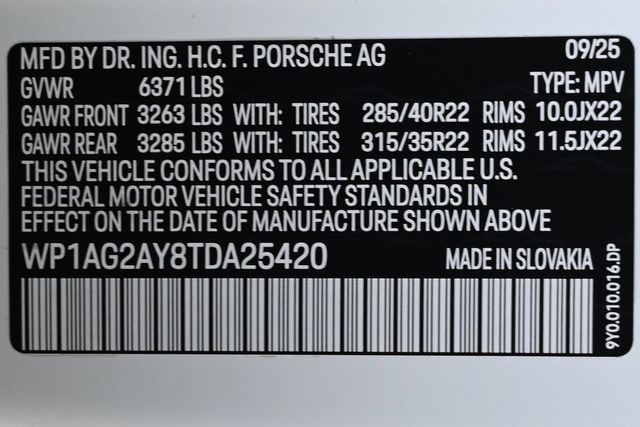 MFD BY DR. ING. H.C. F. PORSCHE AG 09/25
GVWR 6371 LBS TYPE: MPV
GAWR FRONT 3263 LBS WITH: TIRES 285/40R22 RIMS 10.0JX22
GAWR REAR 3285 LBS WITH: TIRES 315/35R22 RIMS 11.5JX22
THIS VEHICLE CONFORMS TO ALL APPLICABLE U.S.
FEDERAL MOTOR VEHICLE SAFETY STANDARDS IN
EFFECT ON THE DATE OF MANUFACTURE SHOWN ABOVE
WP1AG2AY8TDA25420 MADE IN SLOVAKIA
9Y0.010.016.DP